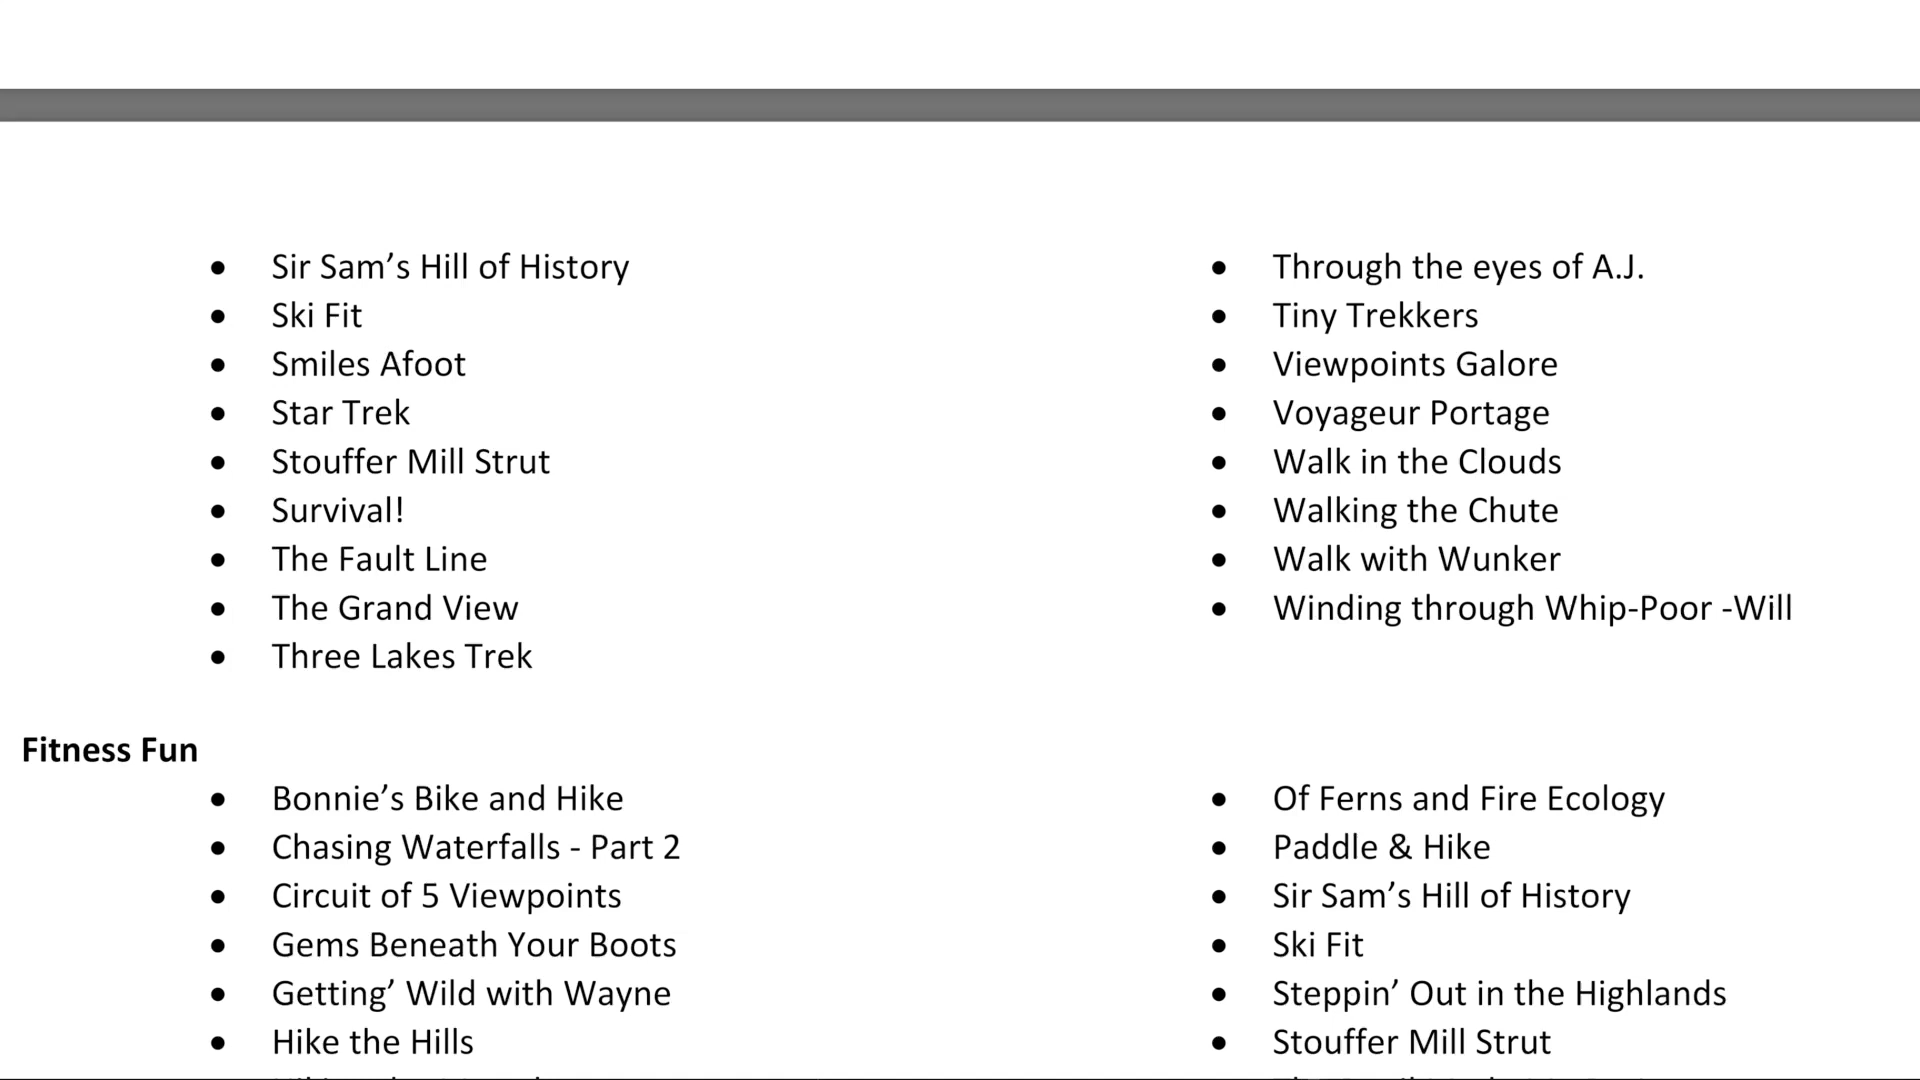 Sir Sam’s Hill of History
Ski Fit
Smiles Afoot
Star Trek
Stouffer Mill Strut
Survival!
The Fault Line
The Grand View
Three Lakes Trek
Through the eyes of A.J.
Tiny Trekkers
Viewpoints Galore
Voyageur Portage
Walk in the Clouds
Walking the Chute
Walk with Wunker
Winding through Whip-Poor -Will
Fitness Fun
Bonnie’s Bike and Hike
Chasing Waterfalls - Part 2
Circuit of 5 Viewpoints
Gems Beneath Your Boots
Getting’ Wild with Wayne
Hike the Hills
Of Ferns and Fire Ecology
Paddle & Hike
Sir Sam’s Hill of History
Ski Fit
Steppin’ Out in the Highlands
Stouffer Mill Strut